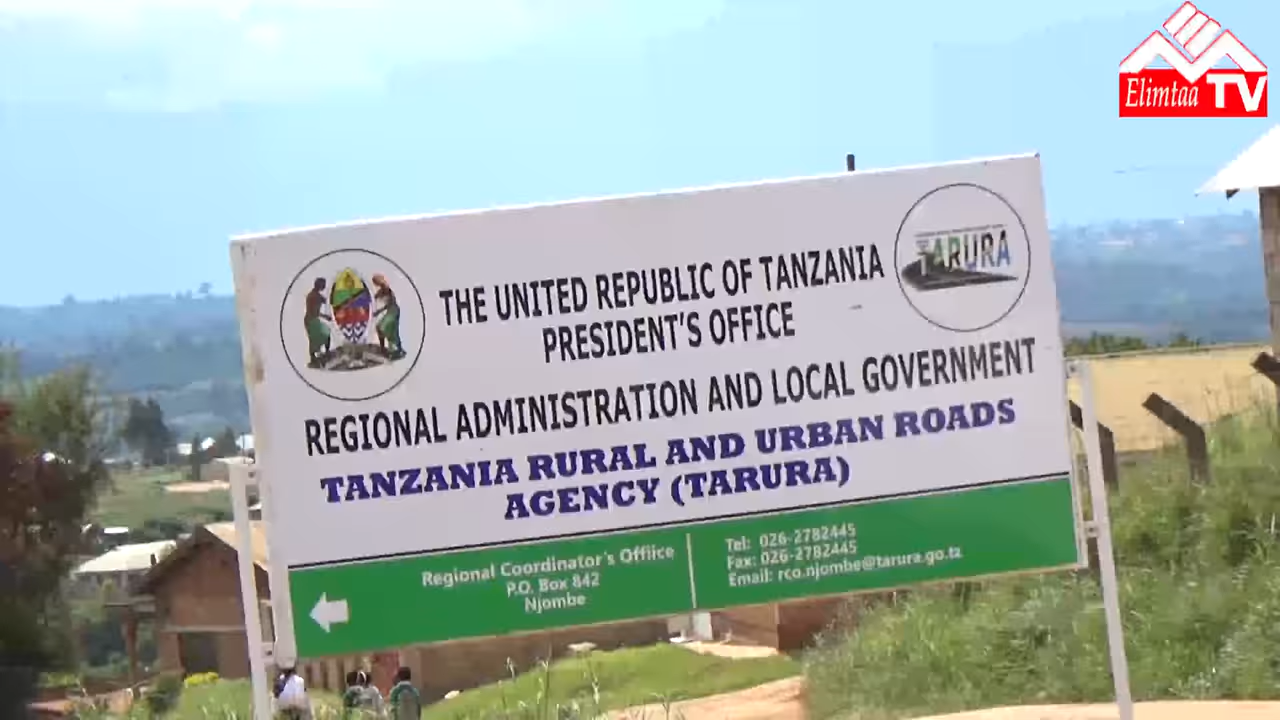 Elimtaa TV
TARURA
THE UNITED REPUBLIC OF TANZANIA
PRESIDENT'S OFFICE
REGIONAL ADMINISTRATION AND LOCAL GOVERNMENT
TANZANIA RURAL AND URBAN ROADS
AGENCY (TARURA)
Regional Coordinator's Offiice
P.O. Box 842
Njombe
Tel: 026-2782445
Fax: 026-2782445
Email: rco.njombe@tarura.go.tz